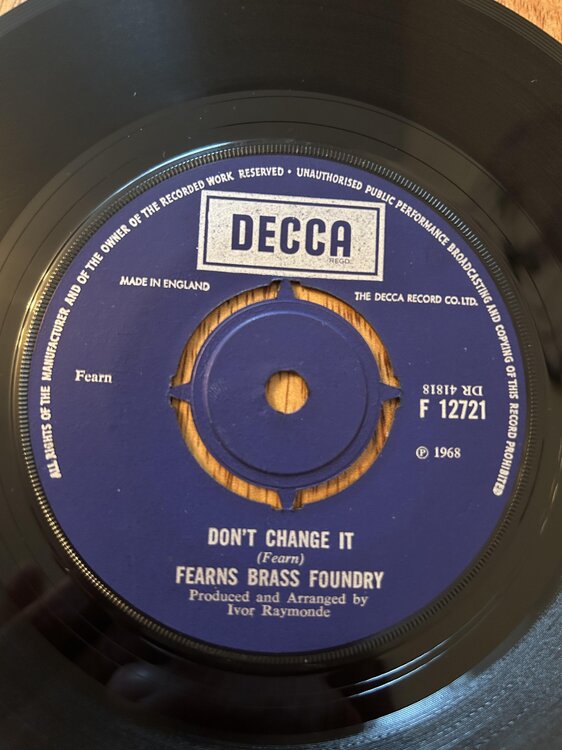 ALL RIGHTS OF THE MANUFACTURER AND OF THE OWNER OF THE RECORDED WORK RESERVED • UNAUTHORISED PUBLIC PERFORMANCE BROADCASTING AND COPYING OF THIS RECORD PROHIBITED
DECCA
REGD.
MADE IN ENGLAND
THE DECCA RECORD CO. LTD.
Fearn
DR 41818
F 12721
℗ 1968
DON'T CHANGE IT
(Fearn)
FEARNS BRASS FOUNDRY
Produced and Arranged by
Ivor Raymonde